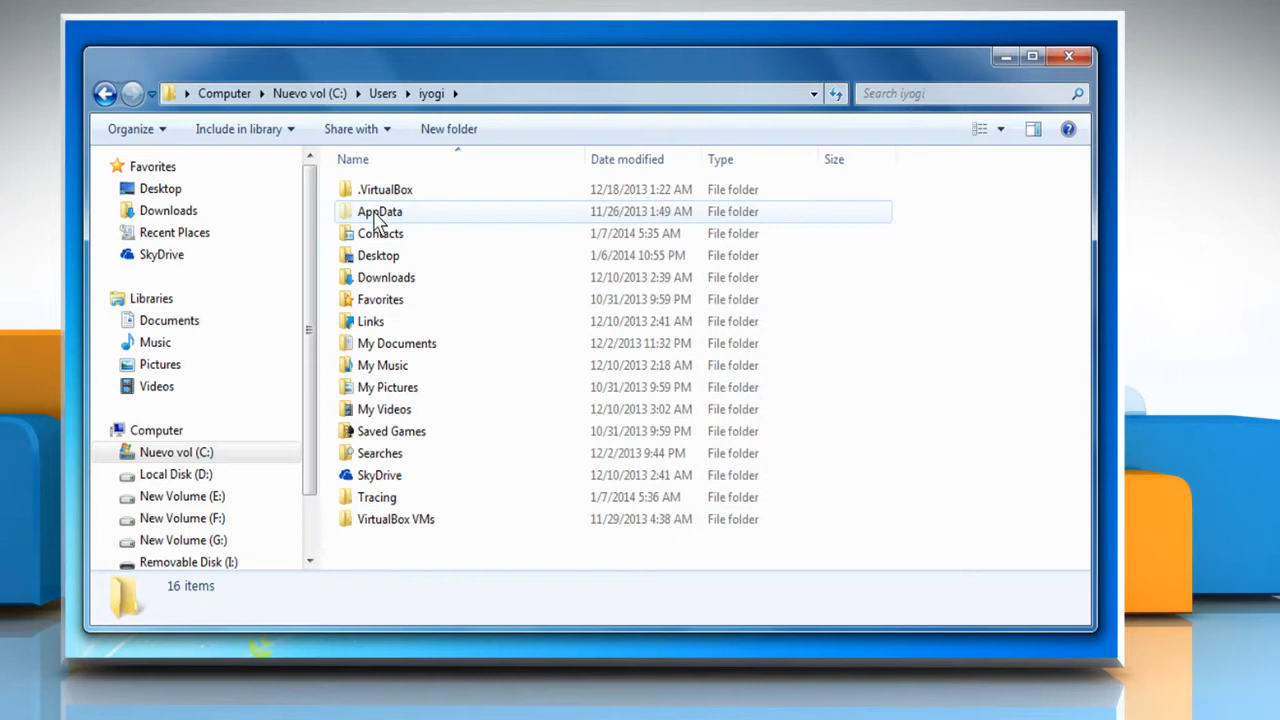 Computer ▸ Nuevo vol (C:) ▸ Users ▸ iyogi ▸
Search iyogi
Organize Include in library Share with New folder
Name Date modified Type Size
Favorites
Desktop
Downloads
Recent Places
SkyDrive
Libraries
Documents
Music
Pictures
Videos
Computer
Nuevo vol (C:)
Local Disk (D:)
New Volume (E:)
New Volume (F:)
New Volume (G:)
Removable Disk (I:)
.VirtualBox 12/18/2013 1:22 AM File folder
AppData 11/26/2013 1:49 AM File folder
Contacts 1/7/2014 5:35 AM File folder
Desktop 1/6/2014 10:55 PM File folder
Downloads 12/10/2013 2:39 AM File folder
Favorites 10/31/2013 9:59 PM File folder
Links 12/10/2013 2:41 AM File folder
My Documents 12/2/2013 11:32 PM File folder
My Music 12/10/2013 2:18 AM File folder
My Pictures 10/31/2013 9:59 PM File folder
My Videos 12/10/2013 3:02 AM File folder
Saved Games 10/31/2013 9:59 PM File folder
Searches 12/2/2013 9:44 PM File folder
SkyDrive 12/10/2013 2:41 AM File folder
Tracing 1/7/2014 5:36 AM File folder
VirtualBox VMs 11/29/2013 4:38 AM File folder
16 items